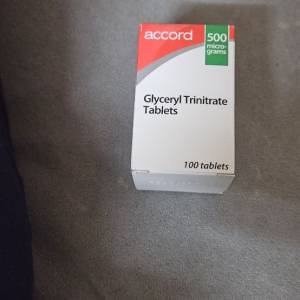 accord
500
micro-
grams
Glyceryl Trinitrate
Tablets
100 tablets